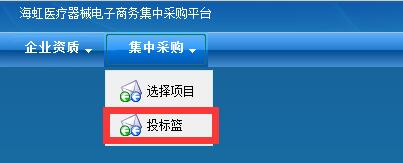 海虹医疗器械电子商务集中采购平台
企业资质 集中采购
选择项目
投标篮